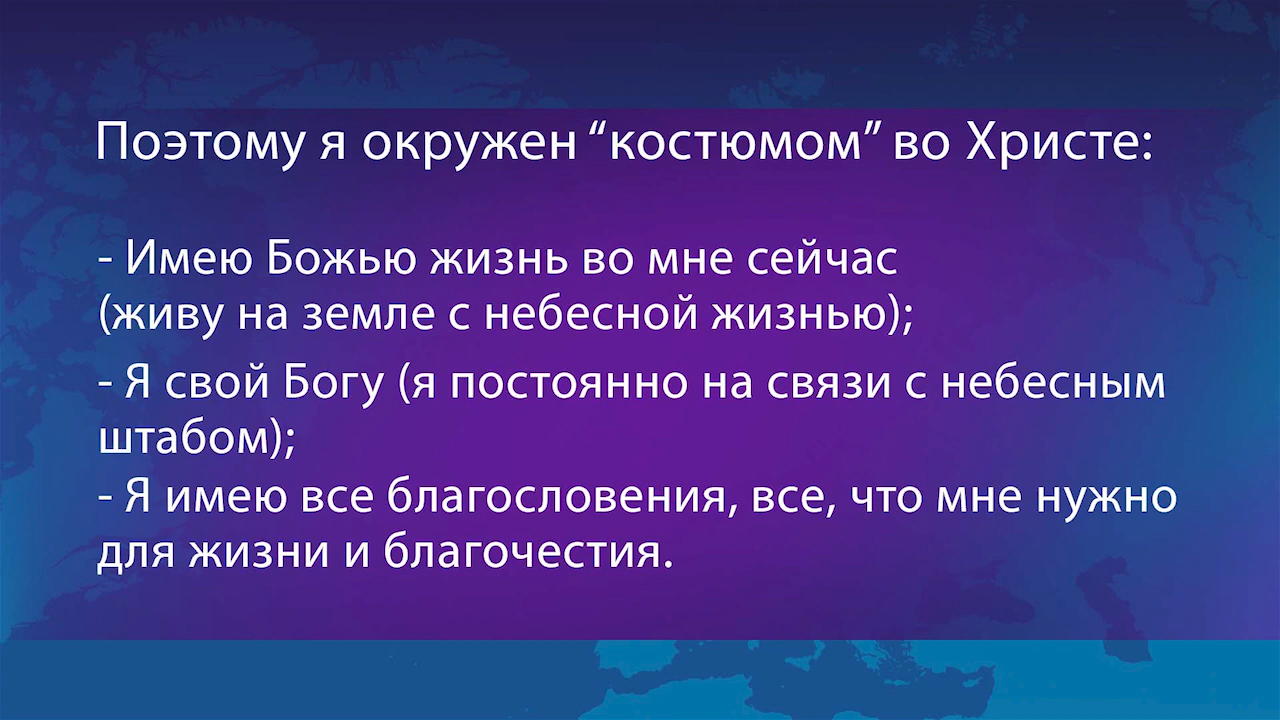 Поэтому я окружен “костюмом” во Христе:
- Имею Божью жизнь во мне сейчас
(живу на земле с небесной жизнью);
- Я свой Богу (я постоянно на связи с небесным
штабом);
- Я имею все благословения, все, что мне нужно
для жизни и благочестия.